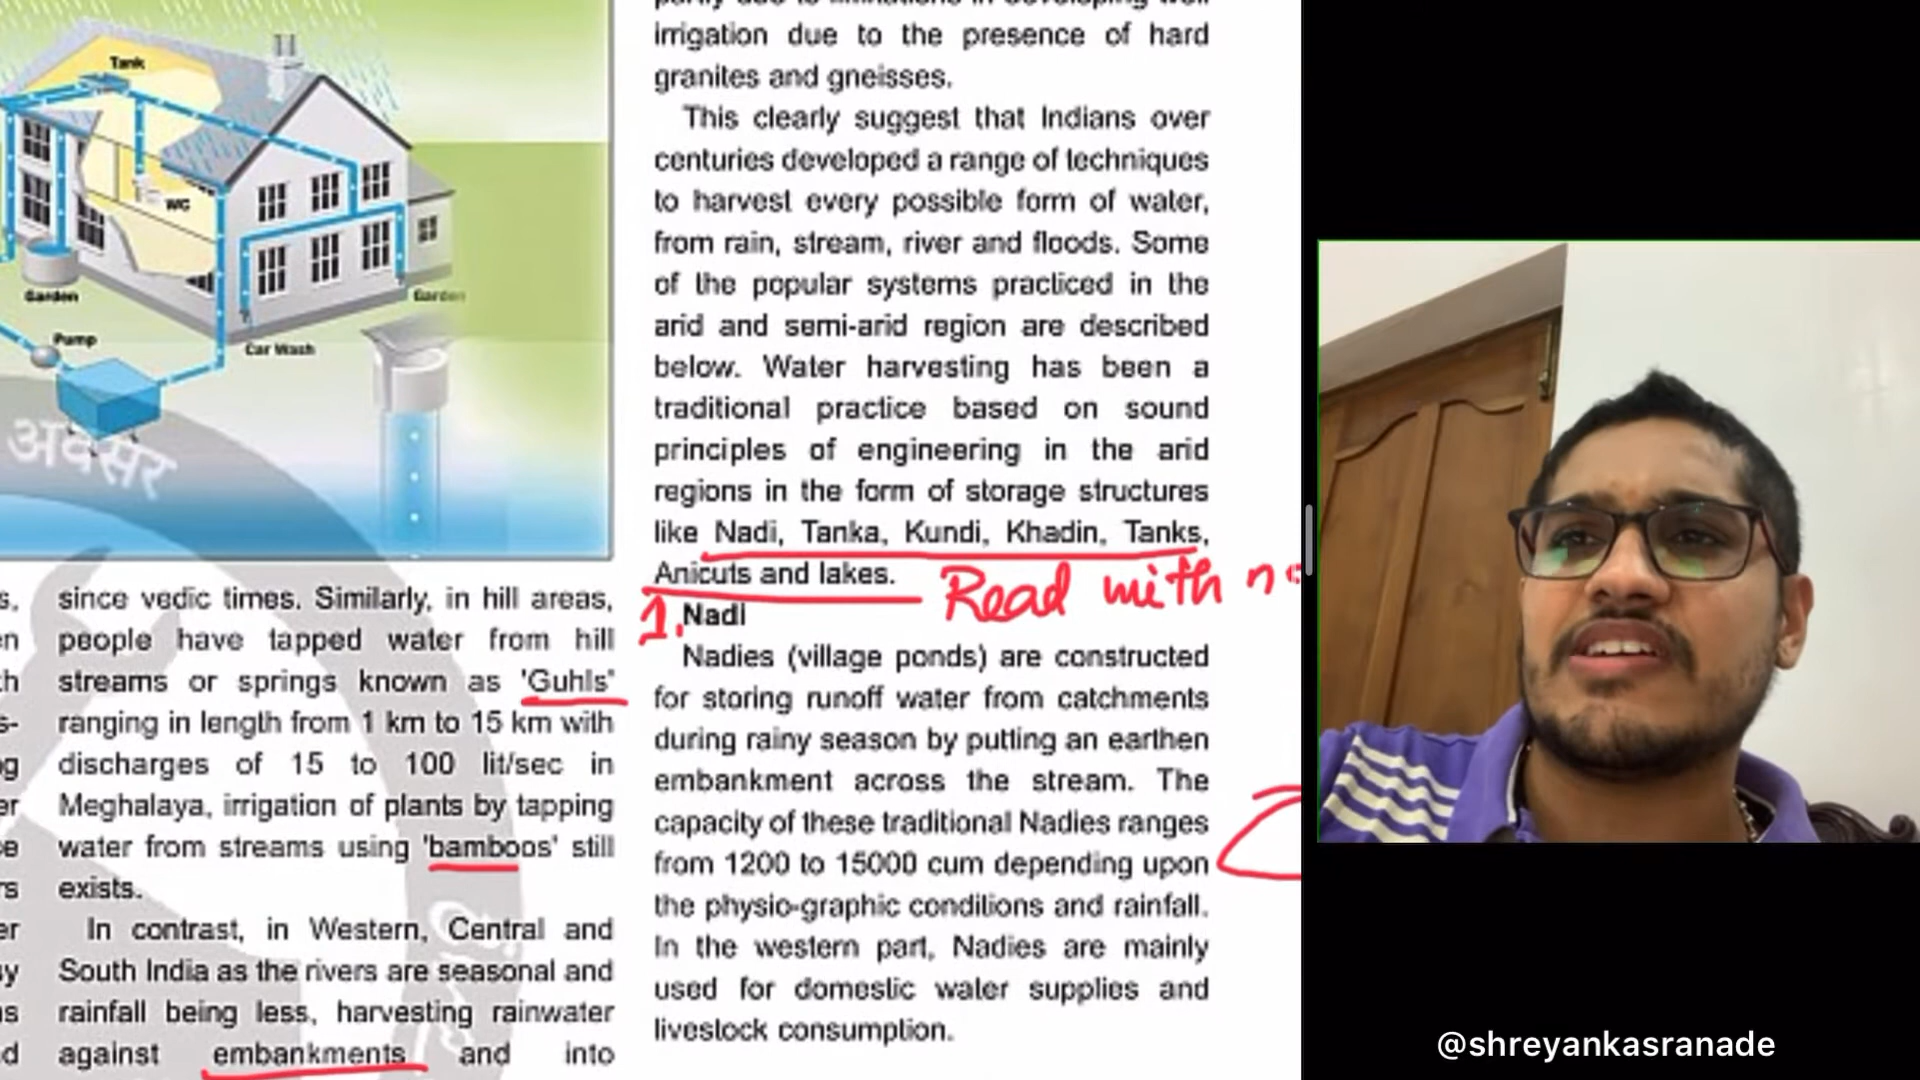 Tank
WC
Garden
Garden
Pump
Car Wash
अवसर
since vedic times. Similarly, in hill areas,
people have tapped water from hill
streams or springs known as 'Guhls'
ranging in length from 1 km to 15 km with
discharges of 15 to 100 lit/sec in
Meghalaya, irrigation of plants by tapping
water from streams using 'bamboos' still
exists.
In contrast, in Western, Central and
South India as the rivers are seasonal and
rainfall being less, harvesting rainwater
against embankments and into
irrigation due to the presence of hard
granites and gneisses.
This clearly suggest that Indians over
centuries developed a range of techniques
to harvest every possible form of water,
from rain, stream, river and floods. Some
of the popular systems practiced in the
arid and semi-arid region are described
below. Water harvesting has been a
traditional practice based on sound
principles of engineering in the arid
regions in the form of storage structures
like Nadi, Tanka, Kundi, Khadin, Tanks,
Anicuts and lakes. Read with
1. Nadi
Nadies (village ponds) are constructed
for storing runoff water from catchments
during rainy season by putting an earthen
embankment across the stream. The
capacity of these traditional Nadies ranges
from 1200 to 15000 cum depending upon
the physio-graphic conditions and rainfall.
In the western part, Nadies are mainly
used for domestic water supplies and
livestock consumption.
@shreyankasranade